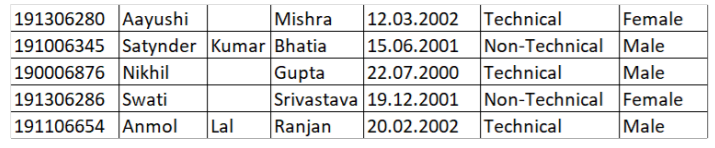 191306280 Aayushi Mishra 12.03.2002 Technical Female
191006345 Satynder Kumar Bhatia 15.06.2001 Non-Technical Male
190006876 Nikhil Gupta 22.07.2000 Technical Male
191306286 Swati Srivastava 19.12.2001 Non-Technical Female
191106654 Anmol Lal Ranjan 20.02.2002 Technical Male